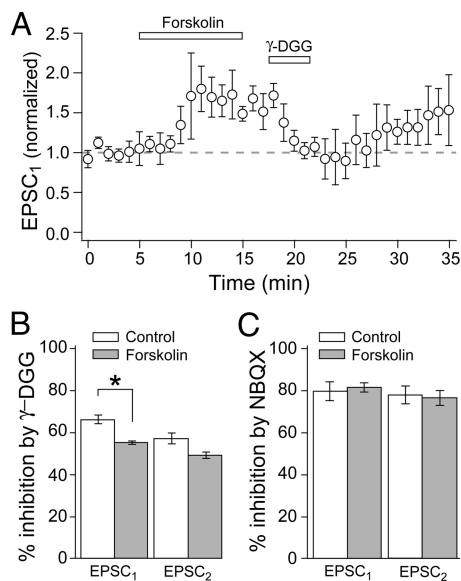 A
Forskolin
γ-DGG
EPSC1 (normalized)
2.5
2.0
1.5
1.0
0.5
0.0
0 5 10 15 20 25 30 35
Time (min)
B
Control
Forskolin
% inhibition by γ-DGG
100
80
60
40
20
0
*
EPSC1 EPSC2
C
Control
Forskolin
% inhibition by NBQX
100
80
60
40
20
0
EPSC1 EPSC2